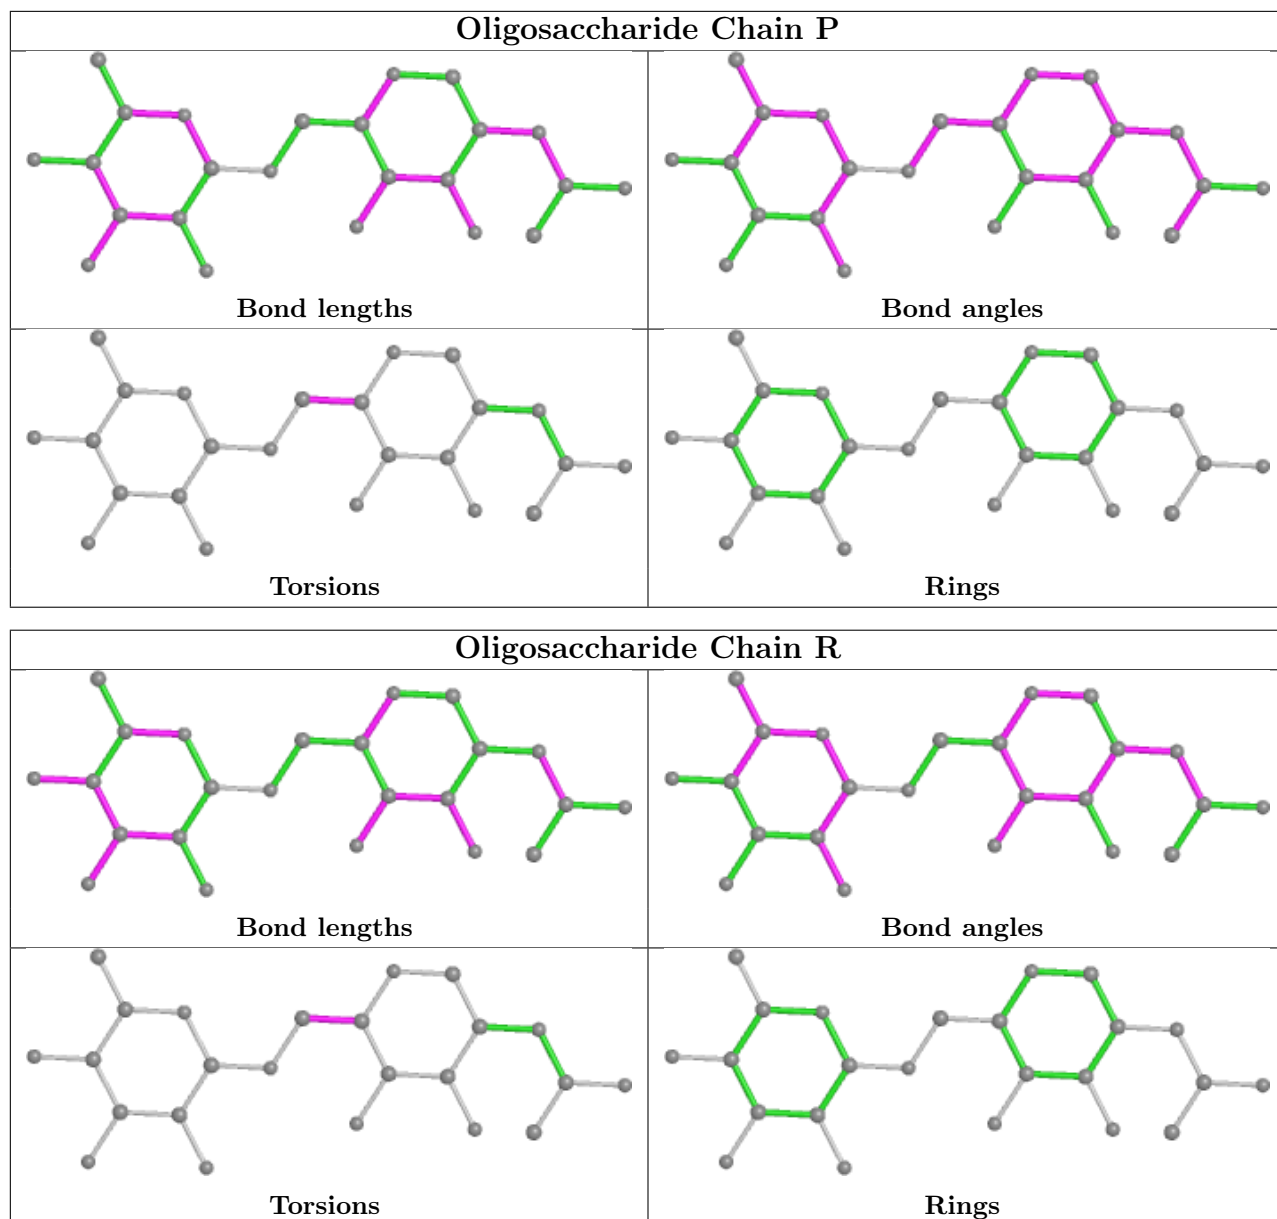 Oligosaccharide Chain P
Bond lengths
Bond angles
Torsions
Rings
Oligosaccharide Chain R
Bond lengths
Bond angles
Torsions
Rings